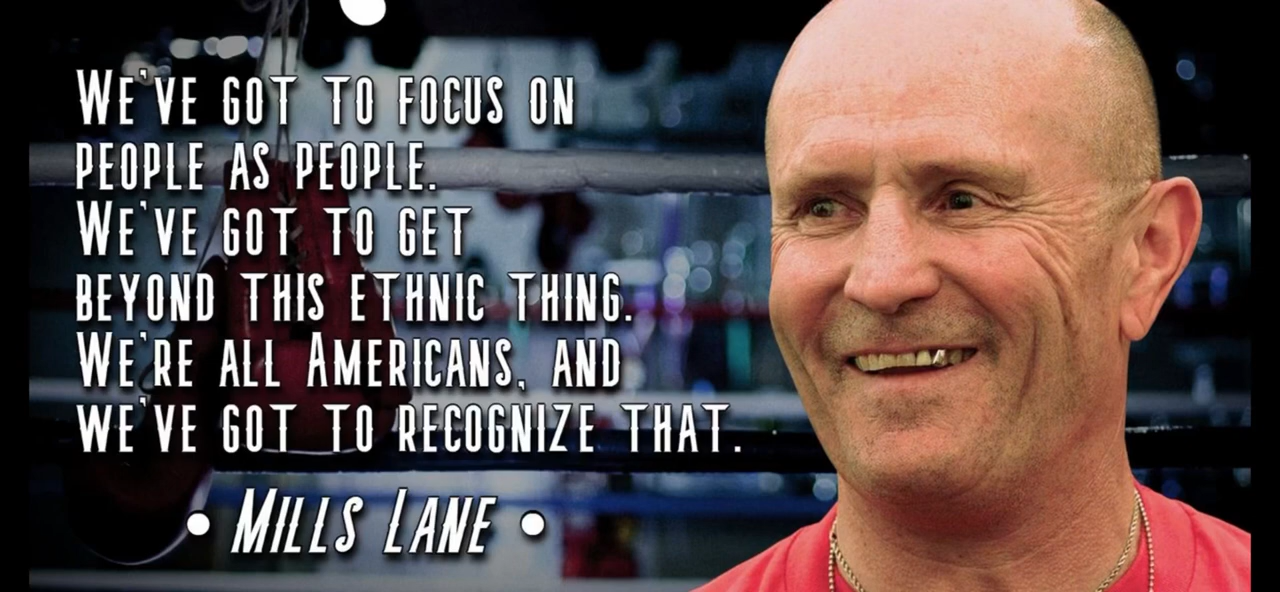 We've got to focus on
people as people.
We've got to get
beyond this ethnic thing.
We're all Americans, and
we've got to recognize that.
• Mills Lane •